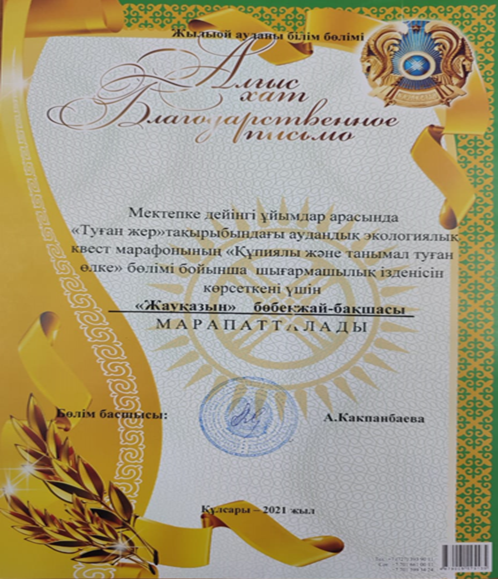 Жылыой ауданы білім бөлімі
Алғыс
хат
Благодарственное
письмо
Мектепке дейінгі ұйымдар арасында
«Туған жер»тақырыбындағы аудандық экологиялық
квест марафонының «Құпиялы және танымал туған
өлке» бөлімі бойынша шығармашылық ізденісін
көрсеткені үшін
«Жауқазын» бөбекжай-бақшасы
МАРАПАТТАЛАДЫ
Бөлім басшысы: А.Какпанбаева
Құлсары – 2021 жыл